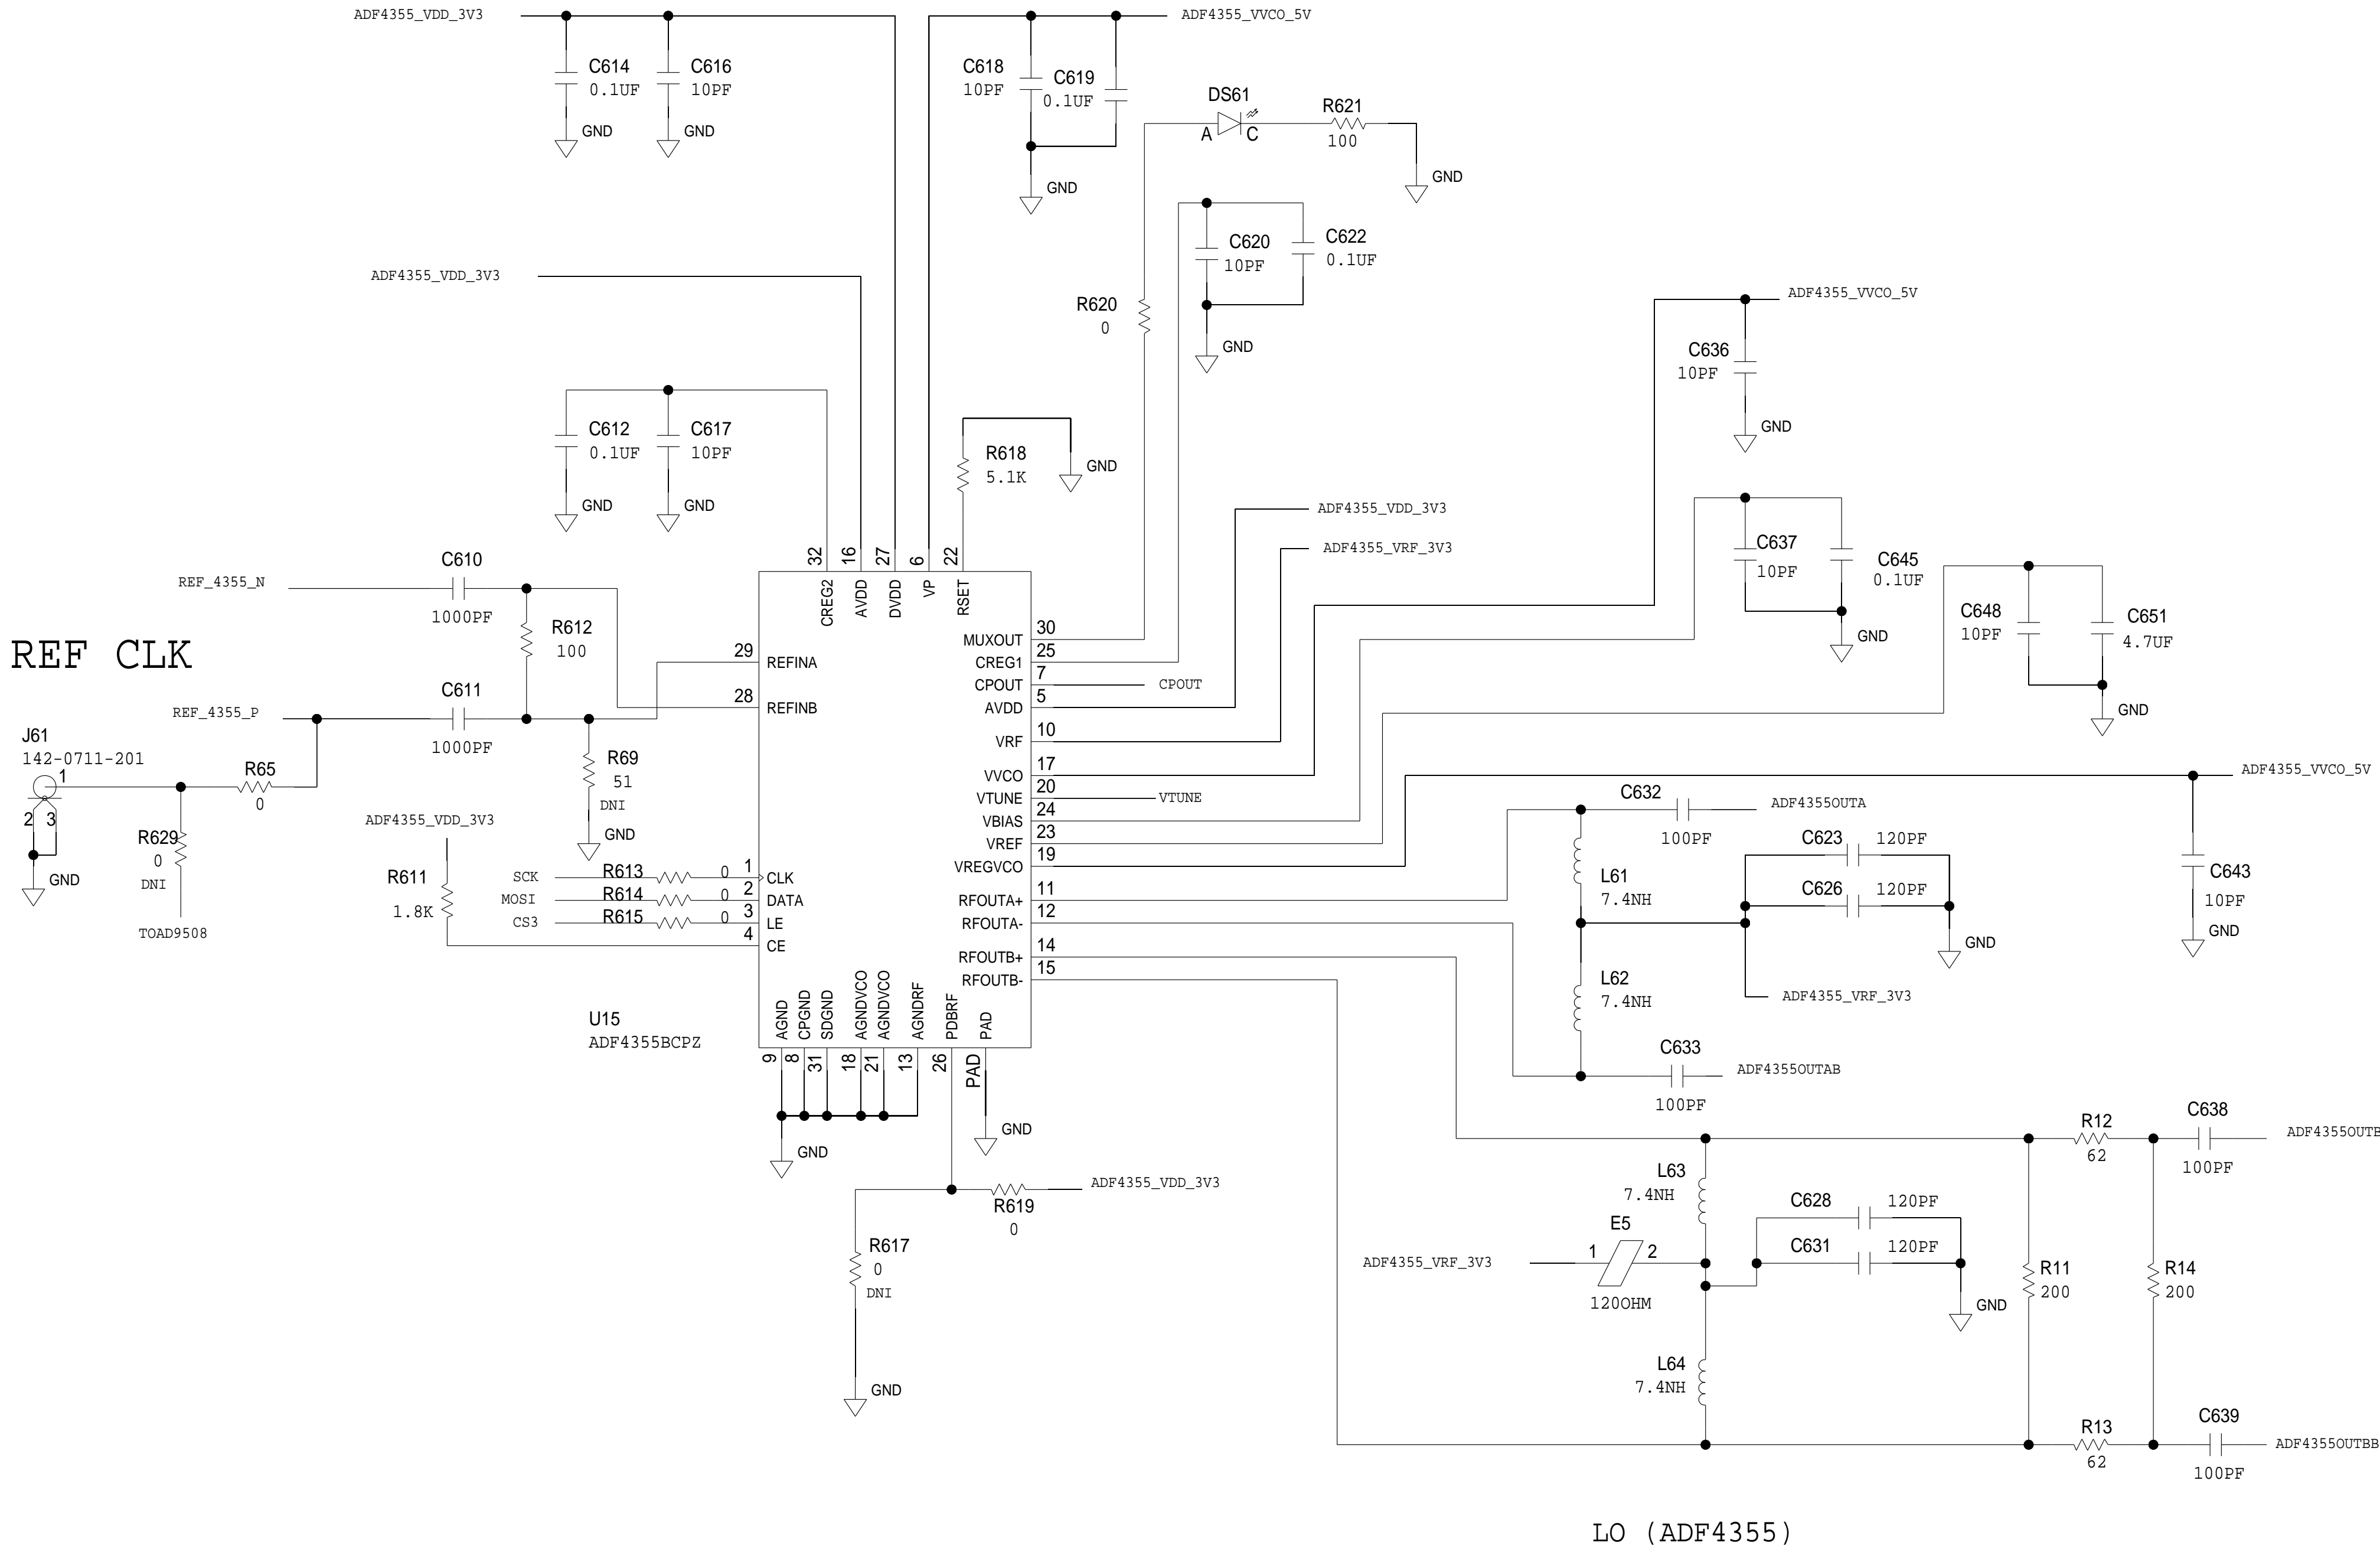 ADF4355_VDD_3V3
ADF4355_VVCO_5V
C614
0.1UF
GND
C616
10PF
GND
C618
10PF
C619
0.1UF
GND
DS61
A
C
R621
100
GND
C620
10PF
C622
0.1UF
GND
ADF4355_VDD_3V3
R620
0
ADF4355_VVCO_5V
C636
10PF
GND
C612
0.1UF
GND
C617
10PF
GND
R618
5.1K
GND
ADF4355_VDD_3V3
ADF4355_VRF_3V3
C637
10PF
C645
0.1UF
GND
C648
10PF
C651
4.7UF
GND
REF CLK
REF_4355_N
C610
1000PF
R612
100
REF_4355_P
C611
1000PF
J61
142-0711-201
1
2
3
GND
R65
0
R629
0
DNI
TOAD9508
R69
51
DNI
GND
ADF4355_VDD_3V3
R611
1.8K
SCK
R613
0
MOSI
R614
0
CS3
R615
0
32
16
27
6
22
CREG2
AVDD
DVDD
VP
RSET
29
REFINA
28
REFINB
1
CLK
2
DATA
3
LE
4
CE
MUXOUT
30
CREG1
25
CPOUT
7
CPOUT
AVDD
5
VRF
10
VVCO
17
VTUNE
20
VTUNE
VBIAS
24
VREF
23
VREGVCO
19
RFOUTA+
11
RFOUTA-
12
RFOUTB+
14
RFOUTB-
15
AGND
CPGND
SDGND
AGNDVCO
AGNDVCO
AGNDRF
PDBRF
PAD
9
8
31
18
21
13
26
PAD
U15
ADF4355BCPZ
GND
GND
R619
0
ADF4355_VDD_3V3
R617
0
DNI
GND
ADF4355_VVCO_5V
C643
10PF
GND
C632
100PF
ADF4355OUTA
C623
120PF
C626
120PF
GND
L61
7.4NH
L62
7.4NH
ADF4355_VRF_3V3
C633
100PF
ADF4355OUTAB
R12
62
C638
100PF
ADF4355OUTB
L63
7.4NH
C628
120PF
C631
120PF
GND
E5
1
2
120OHM
ADF4355_VRF_3V3
R11
200
R14
200
L64
7.4NH
R13
62
C639
100PF
ADF4355OUTBB
LO (ADF4355)